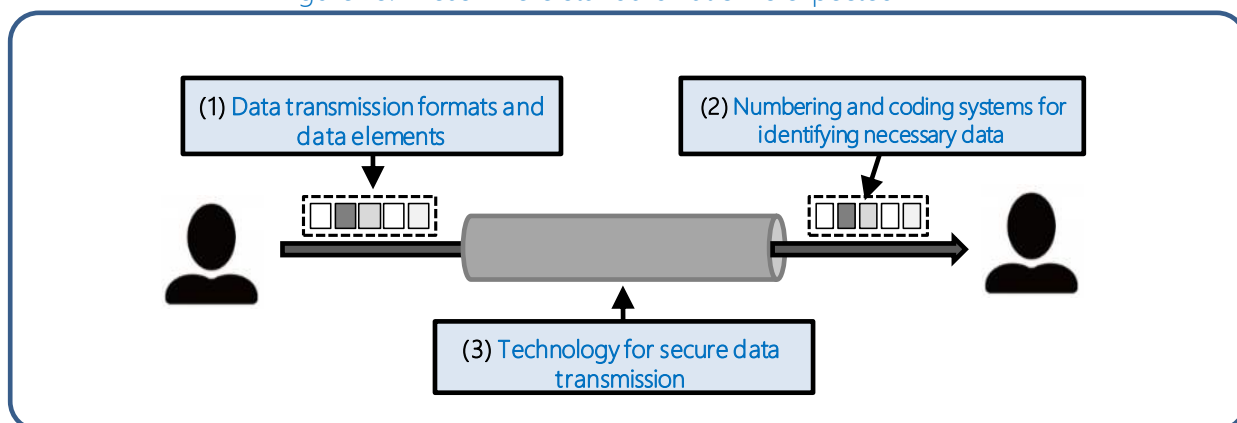 (1) Data transmission formats and
data elements
(2) Numbering and coding systems for
identifying necessary data
(3) Technology for secure data
transmission